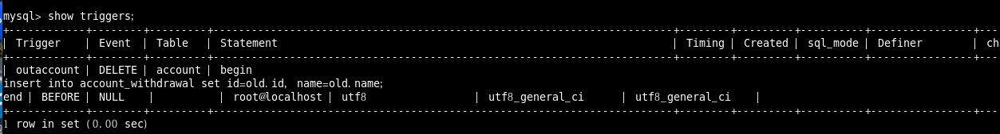 mysql> show triggers;
+------------+--------+---------+------------------------------------------------------------------------+--------+---------+----------+----------------+---
| Trigger | Event | Table | Statement | Timing | Created | sql_mode | Definer | ch
+------------+--------+---------+------------------------------------------------------------------------+--------+---------+----------+----------------+---
| outaccount | DELETE | account | begin
insert into account_withdrawal set id=old.id, name=old.name;
end | BEFORE | NULL | | root@localhost | utf8 | utf8_general_ci | utf8_general_ci |
+------------+--------+---------+------------------------------------------------------------------------+--------+---------+----------+----------------+---
1 row in set (0.00 sec)